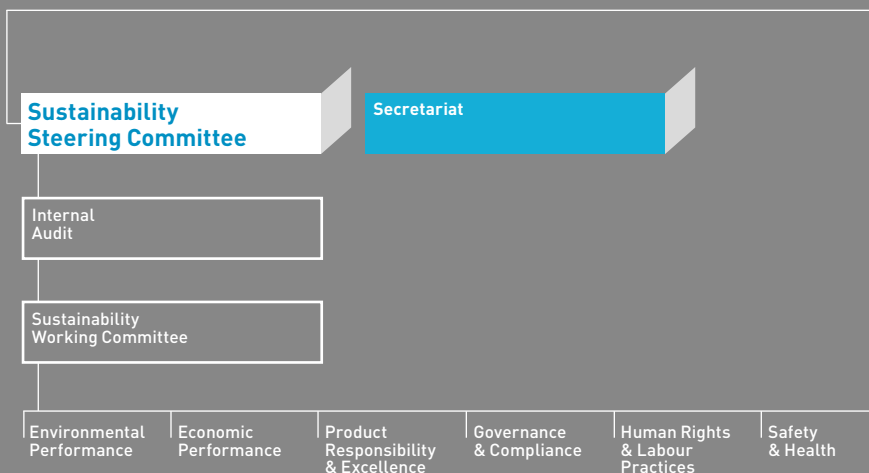 Sustainability
Steering Committee
Secretariat
Internal
Audit
Sustainability
Working Committee
Environmental
Performance
Economic
Performance
Product
Responsibility
& Excellence
Governance
& Compliance
Human Rights
& Labour
Practices
Safety
& Health